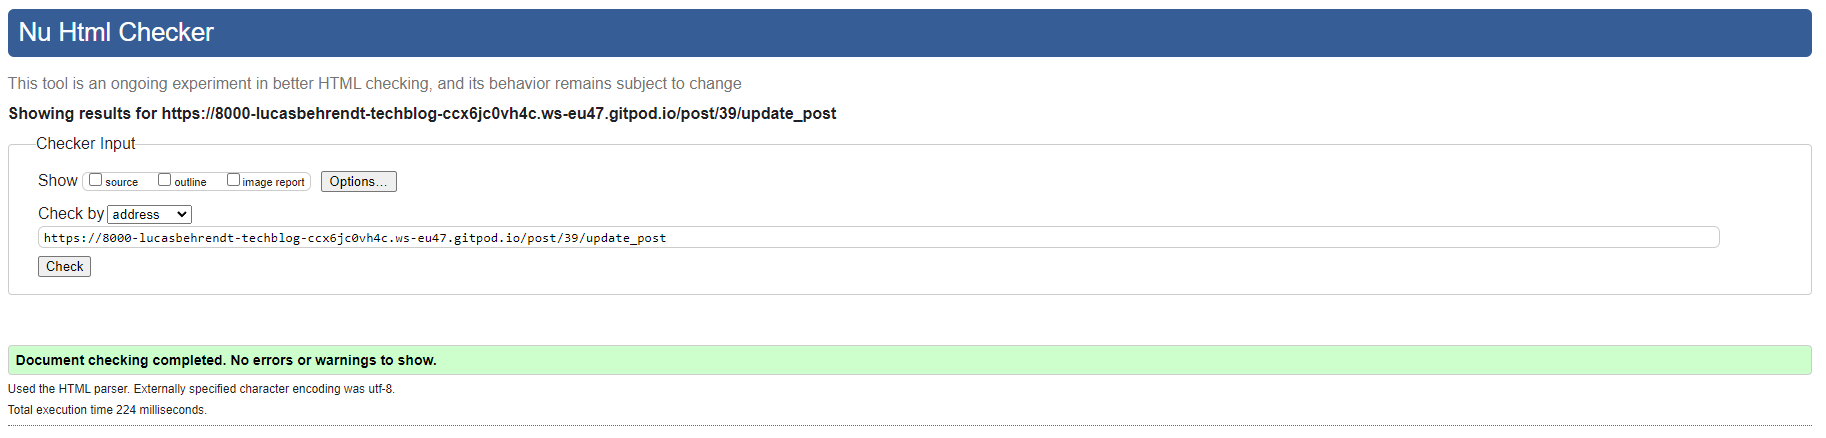 Nu Html Checker
This tool is an ongoing experiment in better HTML checking, and its behavior remains subject to change
Showing results for https://8000-lucasbehrendt-techblog-ccx6jc0vh4c.ws-eu47.gitpod.io/post/39/update_post
Checker Input
Show source outline image report Options...
Check by address
https://8000-lucasbehrendt-techblog-ccx6jc0vh4c.ws-eu47.gitpod.io/post/39/update_post
Check
Document checking completed. No errors or warnings to show.
Used the HTML parser. Externally specified character encoding was utf-8.
Total execution time 224 milliseconds.